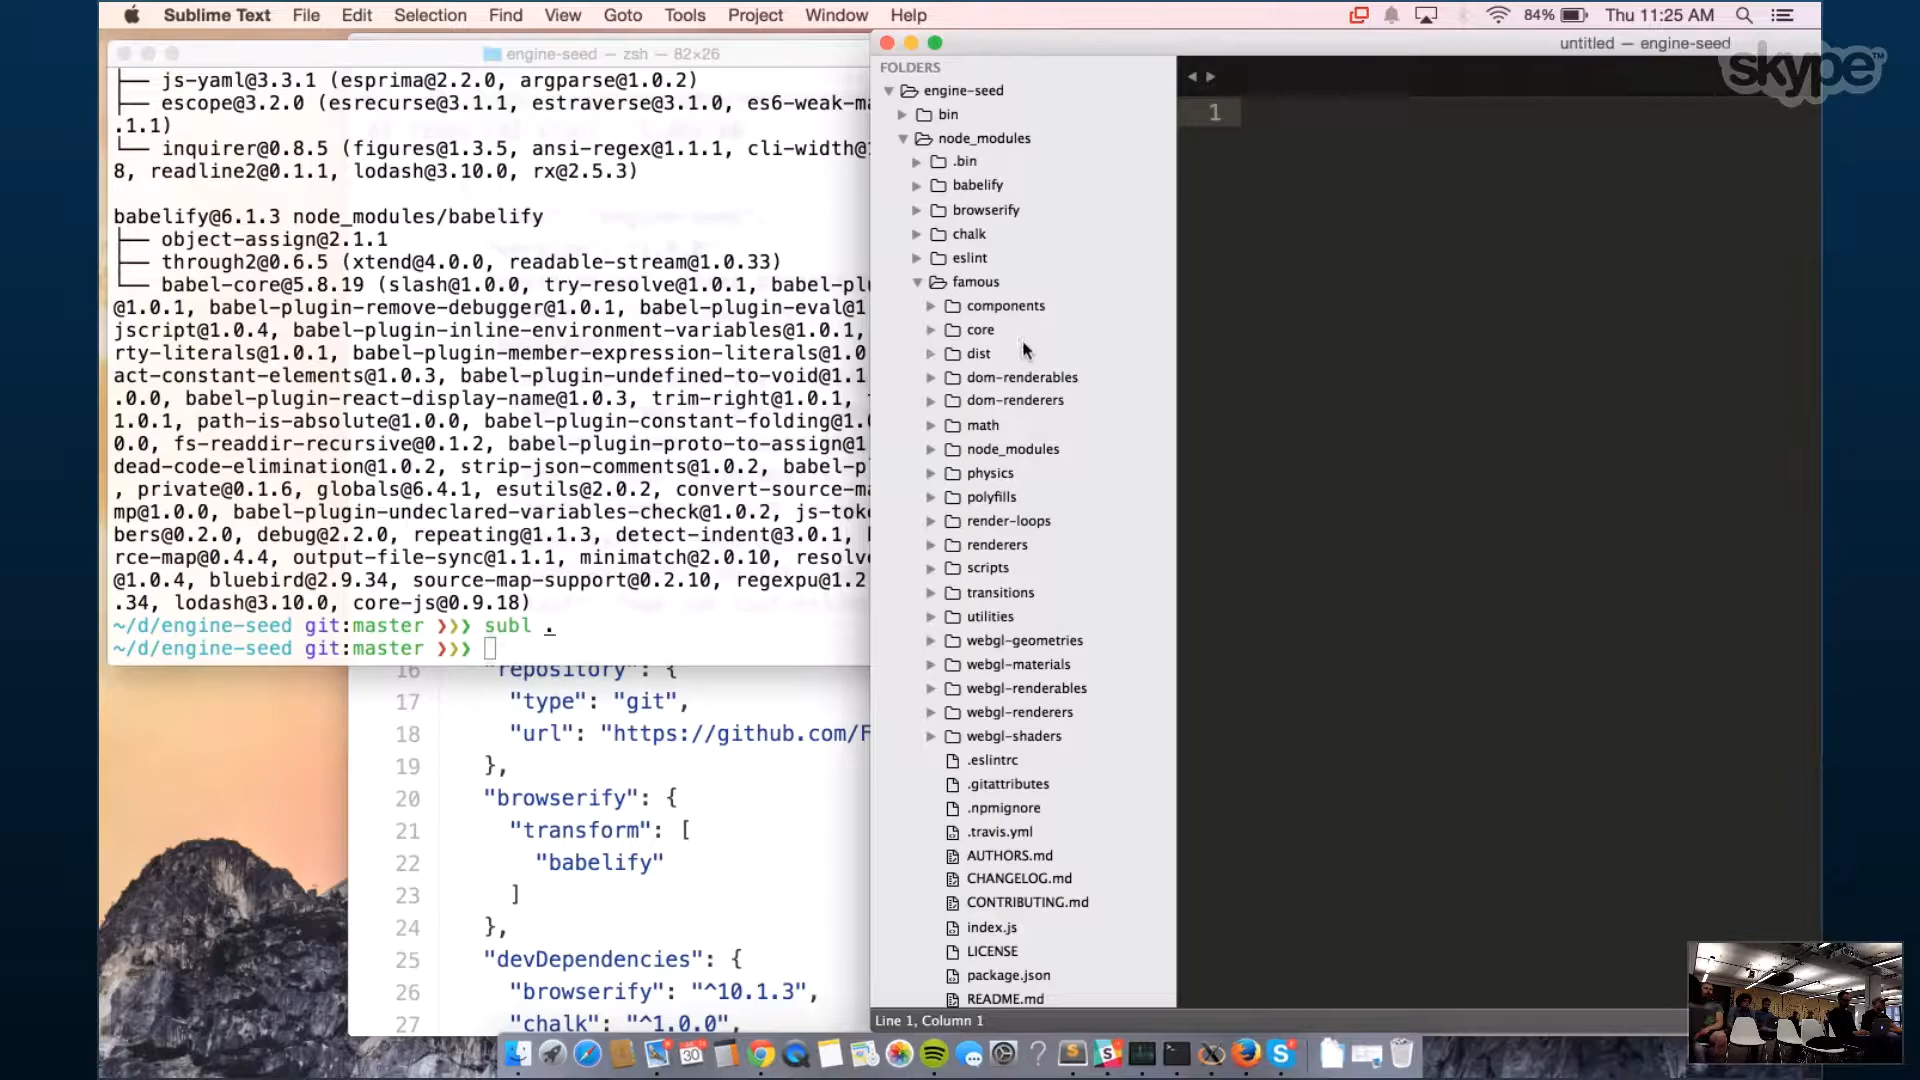 Sublime Text File Edit Selection Find View Goto Tools Project Window Help 84% Thu 11:25 AM
engine-seed — zsh — 82×26
├── js-yaml@3.3.1 (esprima@2.2.0, argparse@1.0.2)
├── escope@3.2.0 (esrecurse@3.1.1, estraverse@3.1.0, es6-weak-ma
.1.1)
└── inquirer@0.8.5 (figures@1.3.5, ansi-regex@1.1.1, cli-width@1
8, readline2@0.1.1, lodash@3.10.0, rx@2.5.3)
babelify@6.1.3 node_modules/babelify
├── object-assign@2.1.1
├── through2@0.6.5 (xtend@4.0.0, readable-stream@1.0.33)
└── babel-core@5.8.19 (slash@1.0.0, try-resolve@1.0.1, babel-plu
@1.0.1, babel-plugin-remove-debugger@1.0.1, babel-plugin-eval@1
jscript@1.0.4, babel-plugin-inline-environment-variables@1.0.1,
rty-literals@1.0.1, babel-plugin-member-expression-literals@1.0
act-constant-elements@1.0.3, babel-plugin-undefined-to-void@1.1
.0.0, babel-plugin-react-display-name@1.0.3, trim-right@1.0.1,
1.0.1, path-is-absolute@1.0.0, babel-plugin-constant-folding@1.
0.0, fs-readdir-recursive@0.1.2, babel-plugin-proto-to-assign@1
dead-code-elimination@1.0.2, strip-json-comments@1.0.2, babel-p
, private@0.1.6, globals@6.4.1, esutils@2.0.2, convert-source-ma
mp@1.0.0, babel-plugin-undeclared-variables-check@1.0.2, js-toke
bers@0.2.0, debug@2.2.0, repeating@1.1.3, detect-indent@3.0.1,
rce-map@0.4.4, output-file-sync@1.1.1, minimatch@2.0.10, resolve
@1.0.4, bluebird@2.9.34, source-map-support@0.2.10, regexpu@1.2
.34, lodash@3.10.0, core-js@0.9.18)
~/d/engine-seed git:master ❯❯❯ subl .
~/d/engine-seed git:master ❯❯❯
16 "repository": {
17 "type": "git",
18 "url": "https://github.com/F
19 },
20 "browserify": {
21 "transform": [
22 "babelify"
23 ]
24 },
25 "devDependencies": {
26 "browserify": "^10.1.3",
27 "chalk": "^1.0.0",
untitled — engine-seed
skype™
FOLDERS
engine-seed
bin
node_modules
.bin
babelify
browserify
chalk
eslint
famous
components
core
dist
dom-renderables
dom-renderers
math
node_modules
physics
polyfills
render-loops
renderers
scripts
transitions
utilities
webgl-geometries
webgl-materials
webgl-renderables
webgl-renderers
webgl-shaders
.eslintrc
.gitattributes
.npmignore
.travis.yml
AUTHORS.md
CHANGELOG.md
CONTRIBUTING.md
index.js
LICENSE
package.json
README.md
1
Line 1, Column 1
30